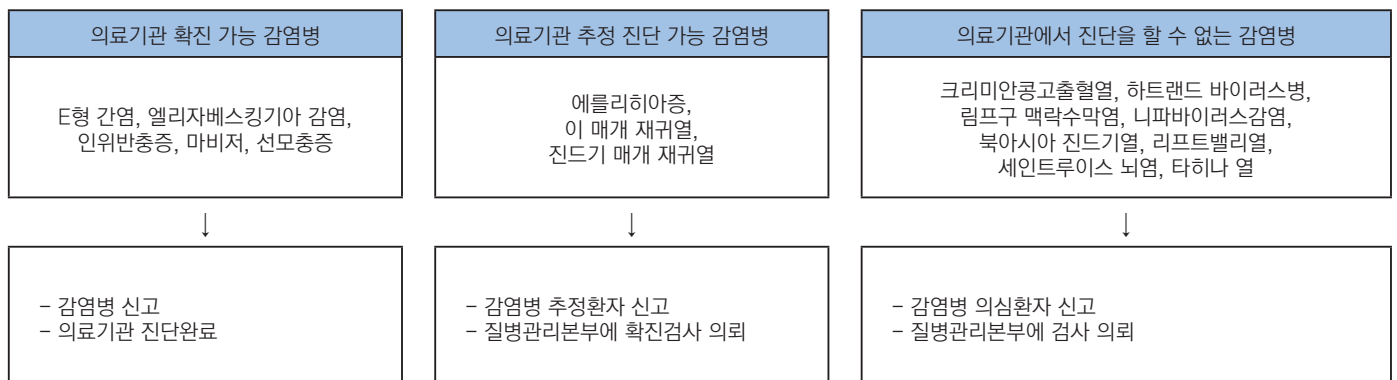 의료기관 확진 가능 감염병
E형 간염, 엘리자베스킹기아 감염,
인위반충증, 마비저, 선모충증
↓
– 감염병 신고
– 의료기관 진단완료
의료기관 추정 진단 가능 감염병
에를리히아증,
이 매개 재귀열,
진드기 매개 재귀열
↓
– 감염병 추정환자 신고
– 질병관리본부에 확진검사 의뢰
의료기관에서 진단을 할 수 없는 감염병
크리미안콩고출혈열, 하트랜드 바이러스병,
림프구 맥락수막염, 니파바이러스감염,
북아시아 진드기열, 리프트밸리열,
세인트루이스 뇌염, 타히나 열
↓
– 감염병 의심환자 신고
– 질병관리본부에 검사 의뢰